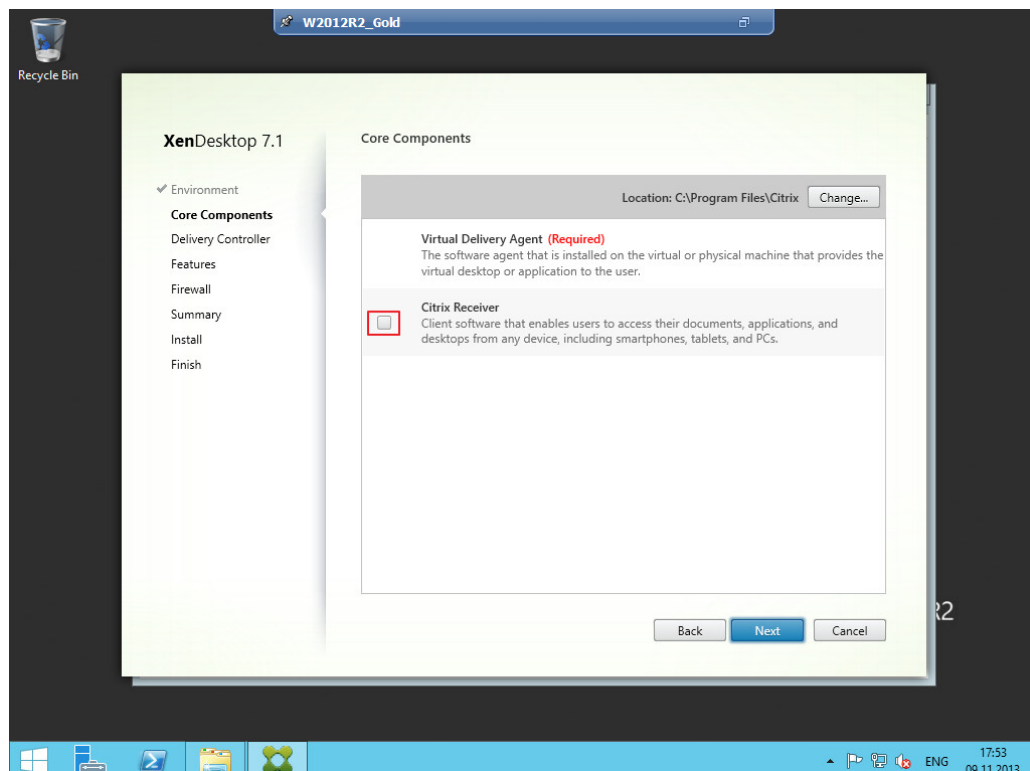 W2012R2_Gold
Recycle Bin
XenDesktop 7.1
Environment
Core Components
Delivery Controller
Features
Firewall
Summary
Install
Finish
Core Components
Location: C:\Program Files\Citrix
Change...
Virtual Delivery Agent (Required)
The software agent that is installed on the virtual or physical machine that provides the
virtual desktop or application to the user.
Citrix Receiver
Client software that enables users to access their documents, applications, and
desktops from any device, including smartphones, tablets, and PCs.
R2
Back
Next
Cancel
ENG
17:53
09.11.2013